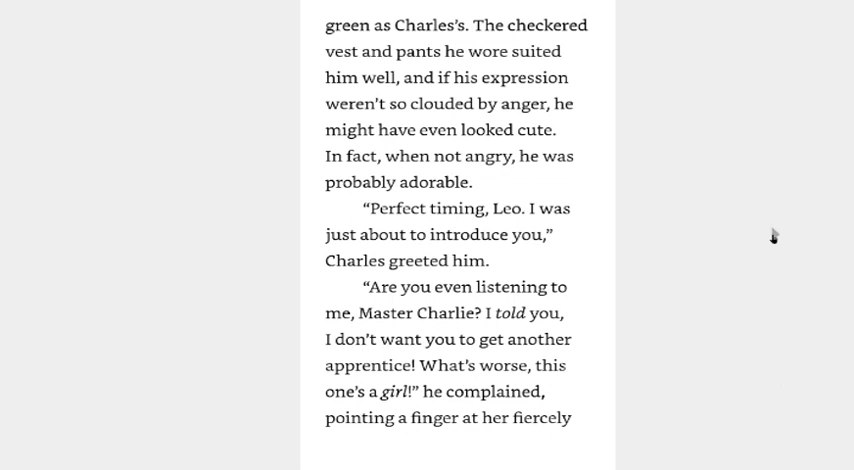 green as Charles’s. The checkered
vest and pants he wore suited
him well, and if his expression
weren’t so clouded by anger, he
might have even looked cute.
In fact, when not angry, he was
probably adorable.
“Perfect timing, Leo. I was
just about to introduce you,”
Charles greeted him.
“Are you even listening to
me, Master Charlie? I told you,
I don’t want you to get another
apprentice! What’s worse, this
one’s a girl!” he complained,
pointing a finger at her fiercely